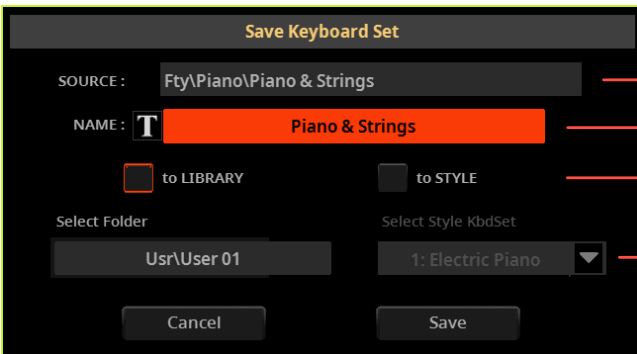 Save Keyboard Set
SOURCE : Fty\Piano\Piano & Strings
NAME : T Piano & Strings
to LIBRARY to STYLE
Select Folder Select Style KbdSet
Usr\User 01 1: Electric Piano
Cancel Save